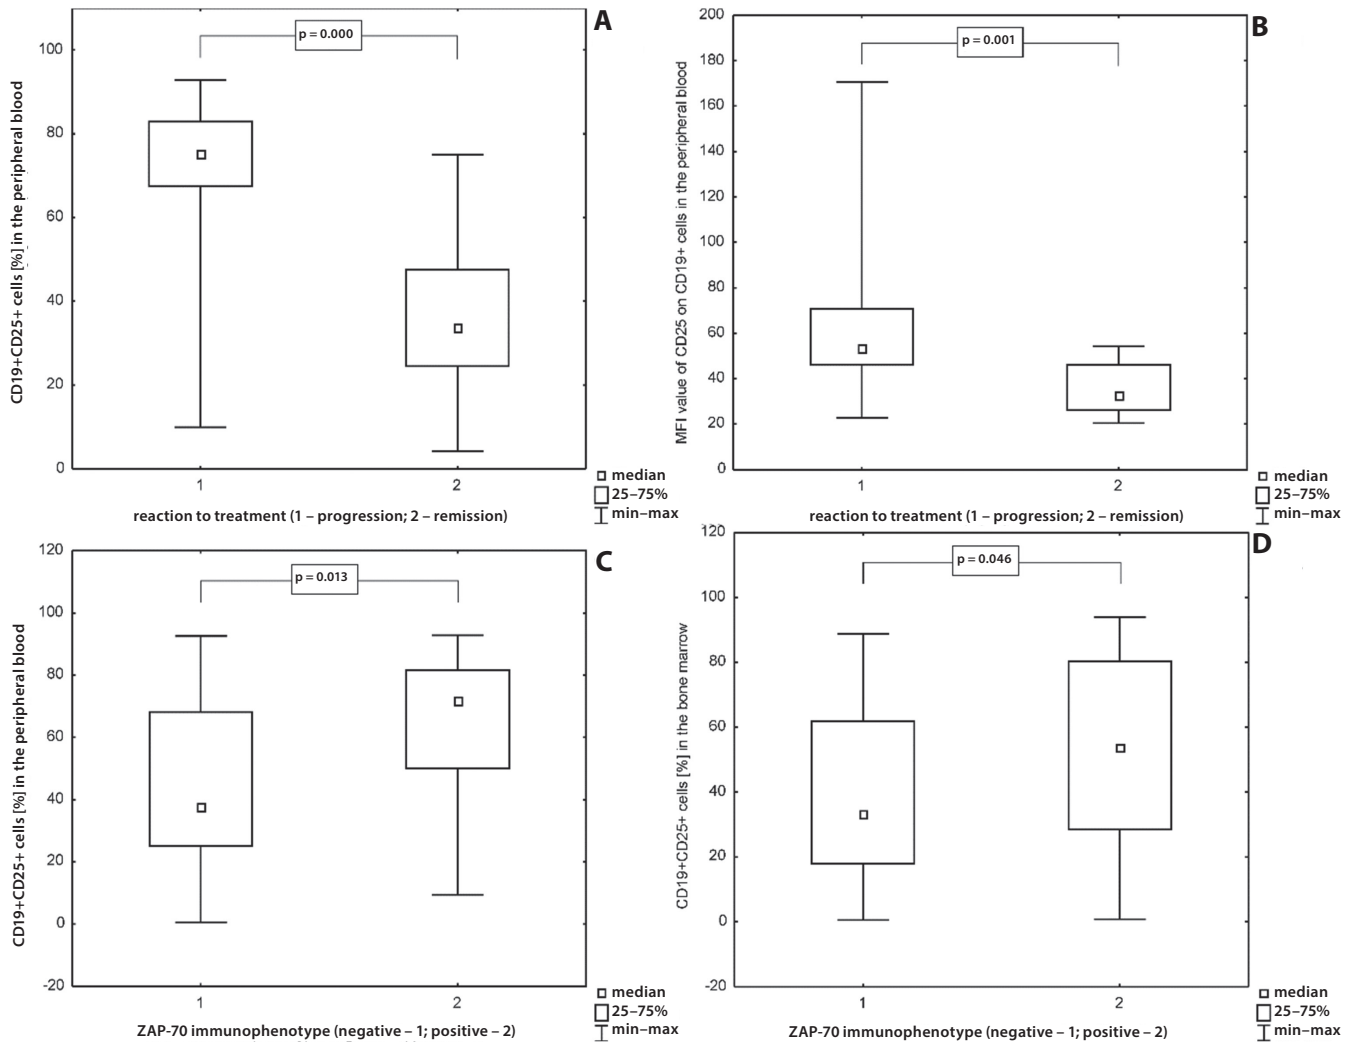 A
p = 0.000
CD19+CD25+ cells [%] in the peripheral blood
100
80
60
40
20
0
1
2
reaction to treatment (1 – progression; 2 – remission)
median
25–75%
min–max
B
p = 0.001
MFI value of CD25 on CD19+ cells in the peripheral blood
200
180
160
140
120
100
80
60
40
20
0
1
2
reaction to treatment (1 – progression; 2 – remission)
median
25–75%
min–max
C
p = 0.013
CD19+CD25+ cells [%] in the peripheral blood
120
100
80
60
40
20
0
-20
1
2
ZAP-70 immunophenotype (negative – 1; positive – 2)
median
25–75%
min–max
D
p = 0.046
CD19+CD25+ cells [%] in the bone marrow
120
100
80
60
40
20
0
-20
1
2
ZAP-70 immunophenotype (negative – 1; positive – 2)
median
25–75%
min–max